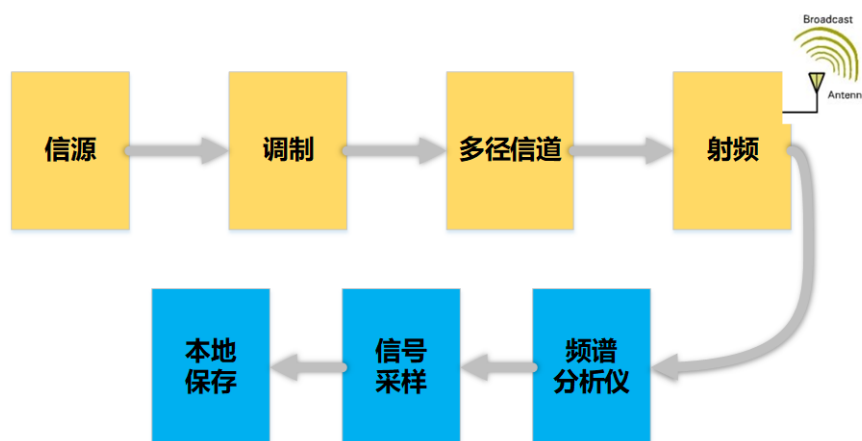 Broadcast
Antenn
信源
调制
多径信道
射频
本地
保存
信号
采样
频谱
分析仪